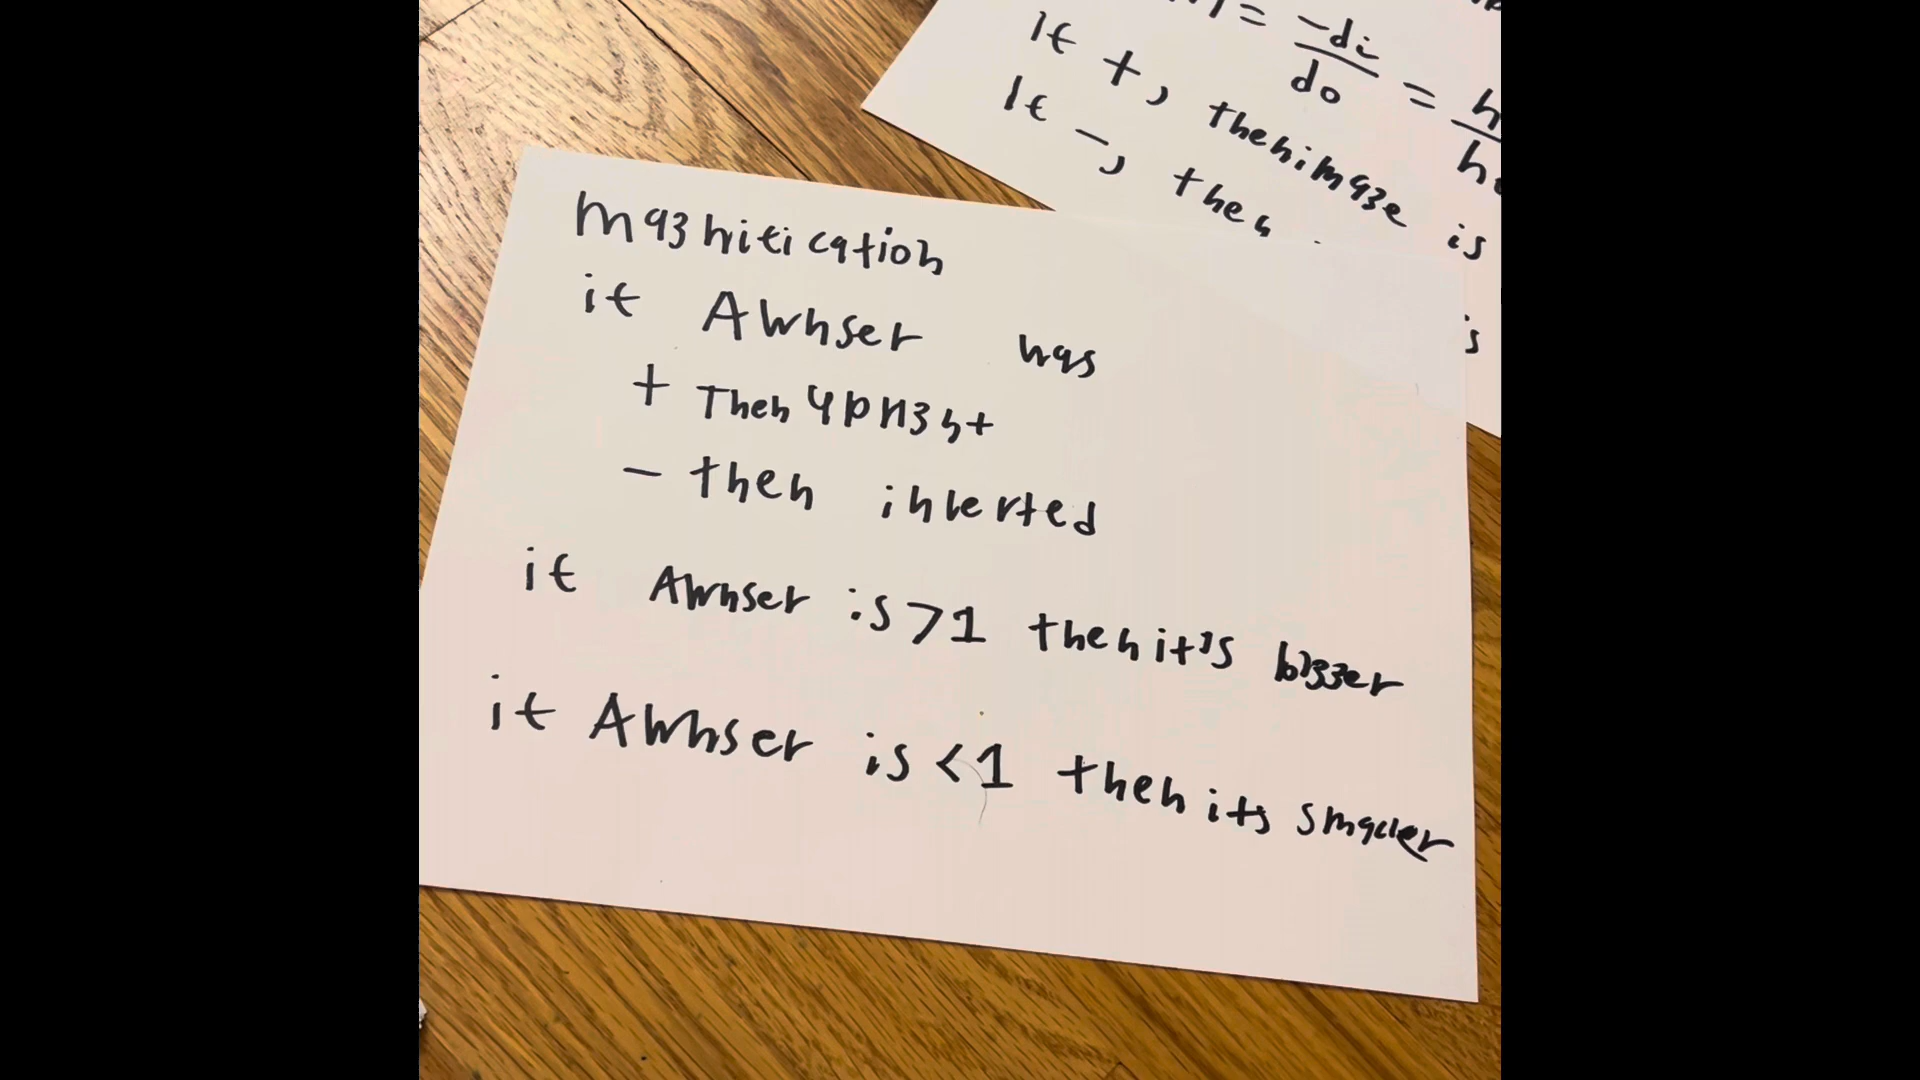 M = -di/do = h
If +, then image is
If -, then
is
Magnification
if Awnser was
+ Then upright
- then inverted
if Awnser is >1 then it's bigger
if Awnser is <1 then its smaller